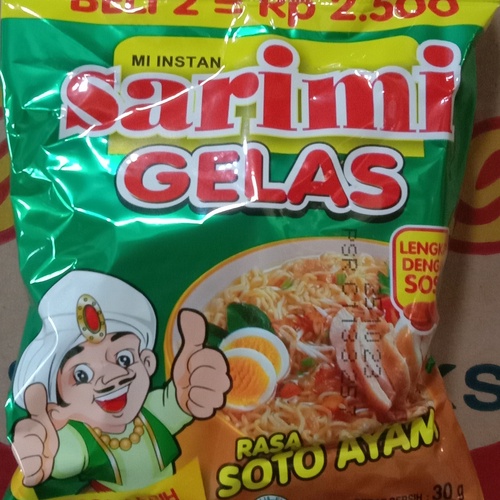 BELI 2 = Rp 2.500
MI INSTAN
sarimi
GELAS
LENGKAP
DENGAN
SOS
RASA
SOTO AYAM
30 g